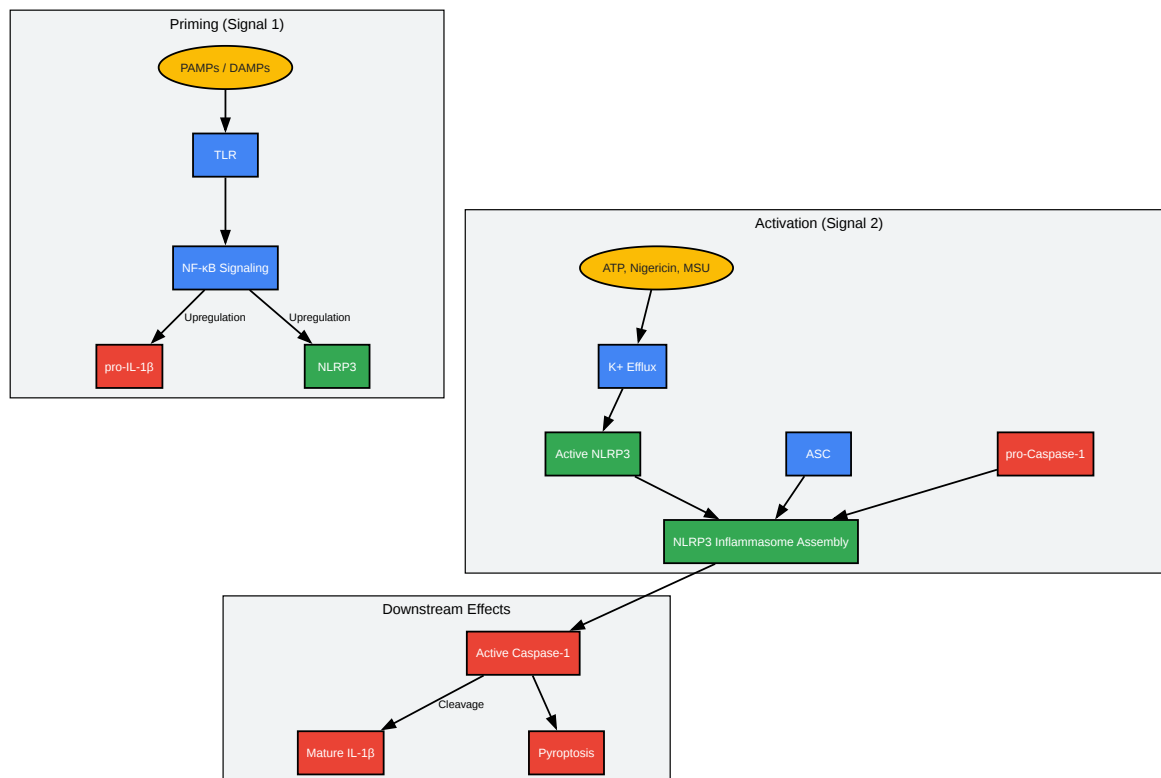 Priming (Signal 1)
PAMPs / DAMPs
TLR
NF-κB Signaling
Upregulation
Upregulation
pro-IL-1β
NLRP3
Activation (Signal 2)
ATP, Nigericin, MSU
K+ Efflux
Active NLRP3
ASC
pro-Caspase-1
NLRP3 Inflammasome Assembly
Downstream Effects
Active Caspase-1
Cleavage
Mature IL-1β
Pyroptosis